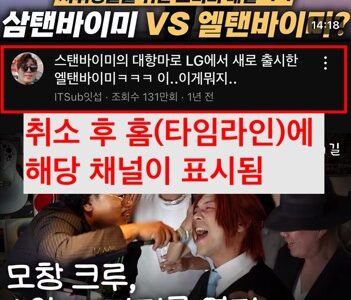 삼탠바이미 VS 엘탠바이미?
14:18
스탠바이미의 대항마로 LG에서 새로 출시한
엘탠바이미ㅋㅋㅋ 이..이게뭐지..
ITSub잇섭 · 조회수 131만회 · 1년 전
취소 후 홈(타임라인)에
해당 채널이 표시됨
길
모창 크루,